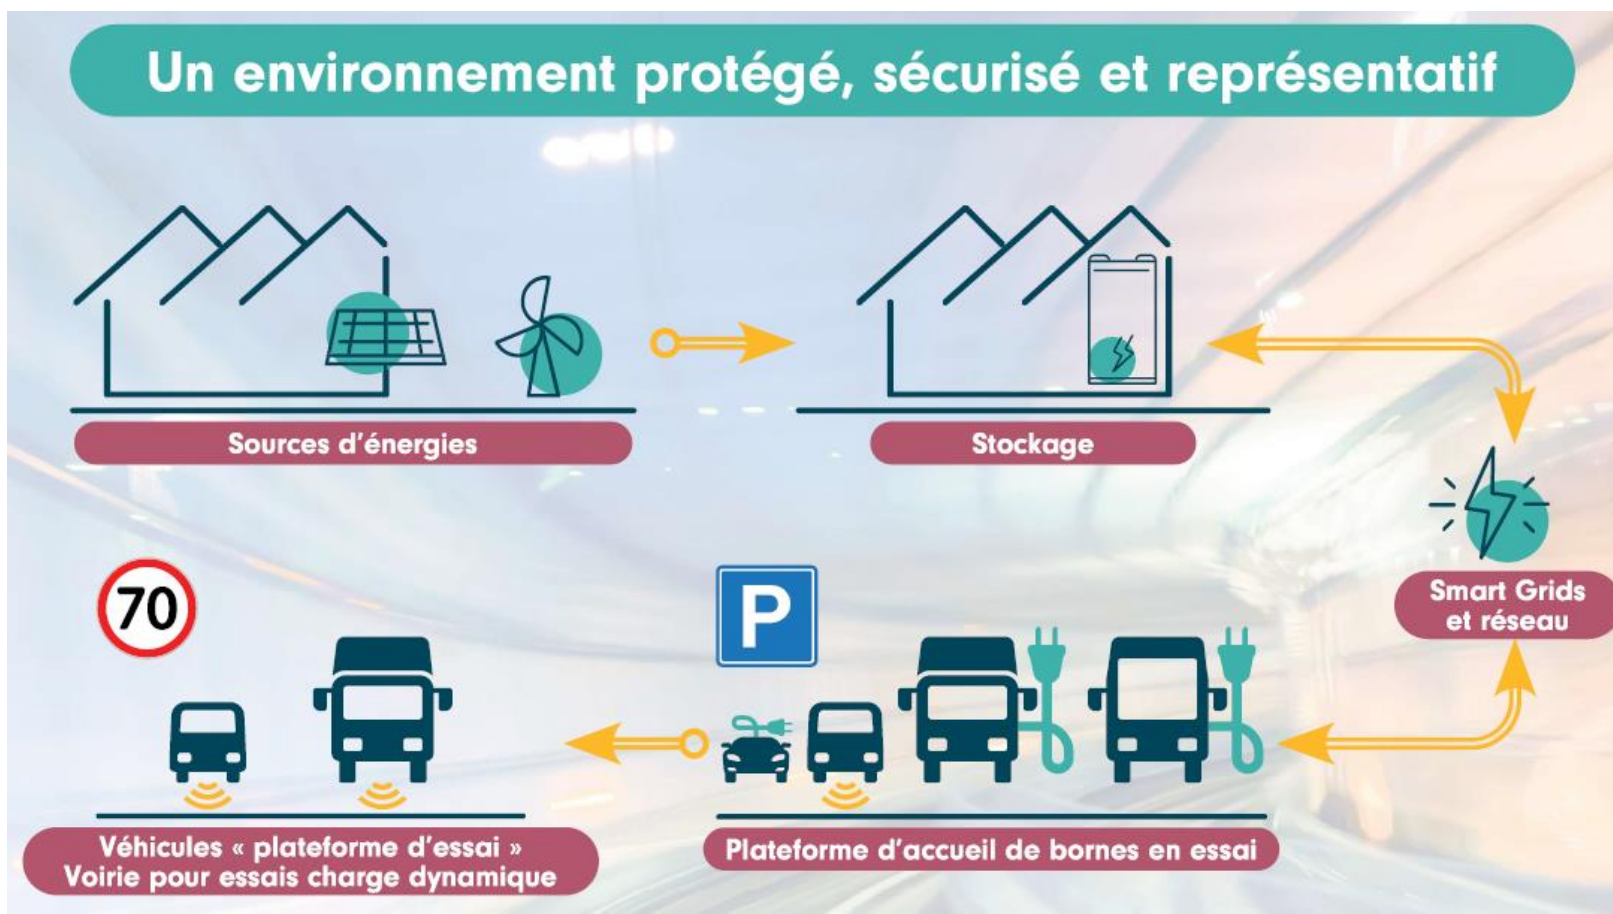 Un environnement protégé, sécurisé et représentatif
Sources d'énergies
Stockage
Smart Grids
et réseau
70
P
Véhicules « plateforme d'essai »
Voirie pour essais charge dynamique
Plateforme d'accueil de bornes en essai